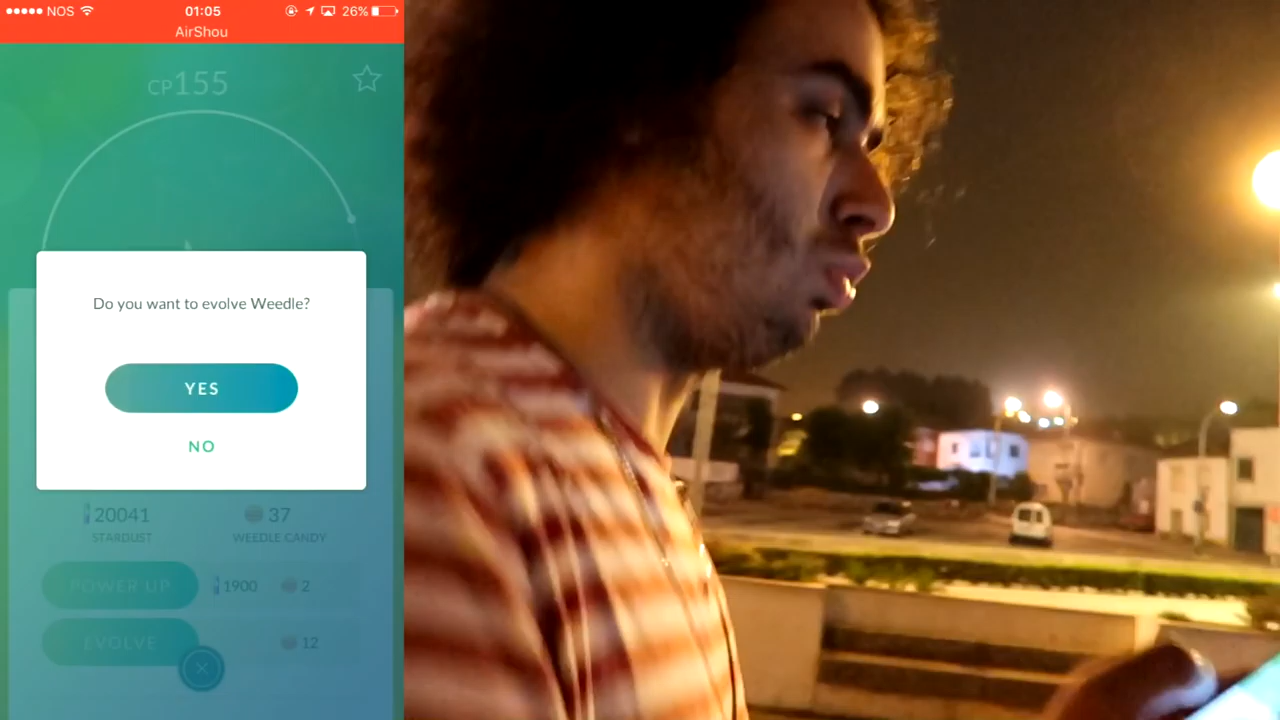 NOS 01:05 26%
AirShou
CP155
Do you want to evolve Weedle?
YES
NO
20041 37
STARDUST WEEDLE CANDY
POWER UP 1900 2
EVOLVE 12